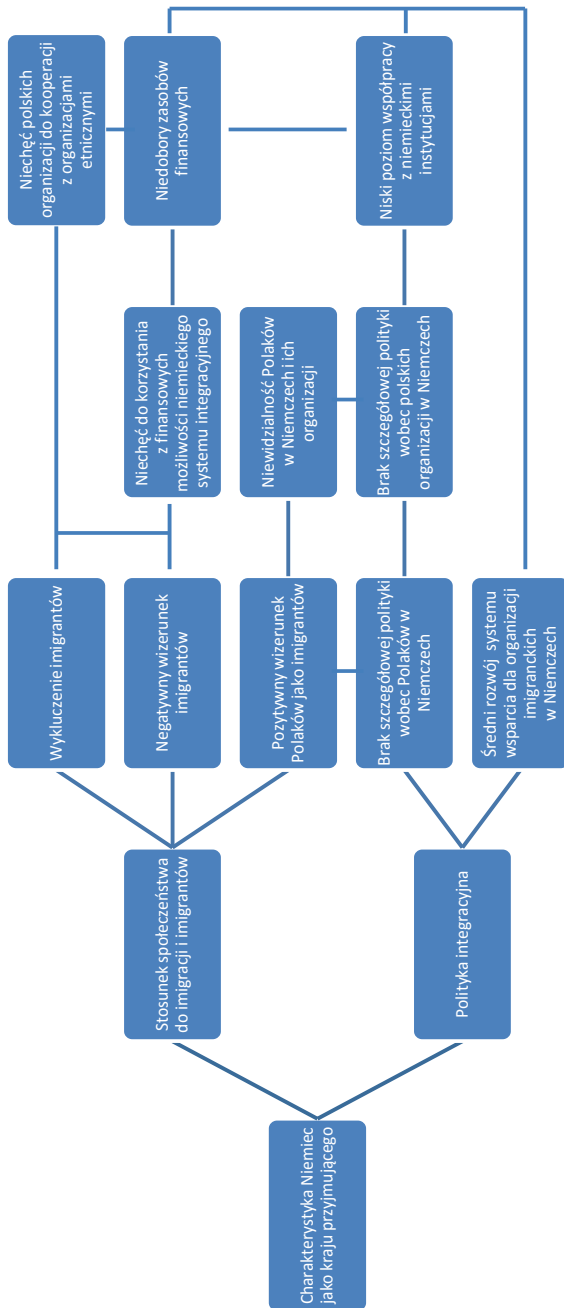 Charakterystyka Niemiec
jako kraju przyjmującego
Stosunek społeczeństwa
do imigracji i imigrantów
Polityka integracyjna
Wykluczenie imigrantów
Negatywny wizerunek
imigrantów
Pozytywny wizerunek
Polaków jako imigrantów
Brak szczegółowej polityki
wobec Polaków w
Niemczech
Średni rozwój systemu
wsparcia dla organizacji
imigranckich
w Niemczech
Niechęć do korzystania
z finansowych
możliwości niemieckiego
systemu integracyjnego
Niewidzialność Polaków
w Niemczech i ich
organizacji
Brak szczegółowej polityki
wobec polskich
organizacji w Niemczech
Niechęć polskich
organizacji do kooperacji
z organizacjami
etnicznymi
Niedobory zasobów
finansowych
Niski poziom współpracy
z niemieckimi
instytucjami